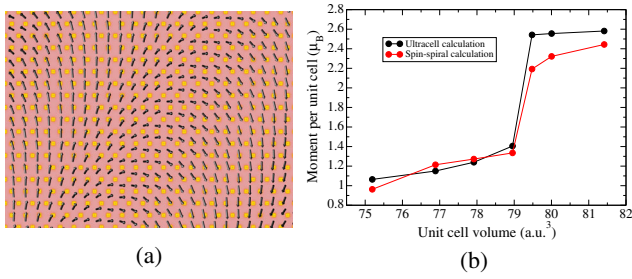 2.8
2.6
2.4
2.2
2
1.8
1.6
1.4
1.2
1
0.8
Moment per unit cell (μ_B)
Ultracell calculation
Spin-spiral calculation
74 75 76 77 78 79 80 81 82
Unit cell volume (a.u.³)
(a) (b)